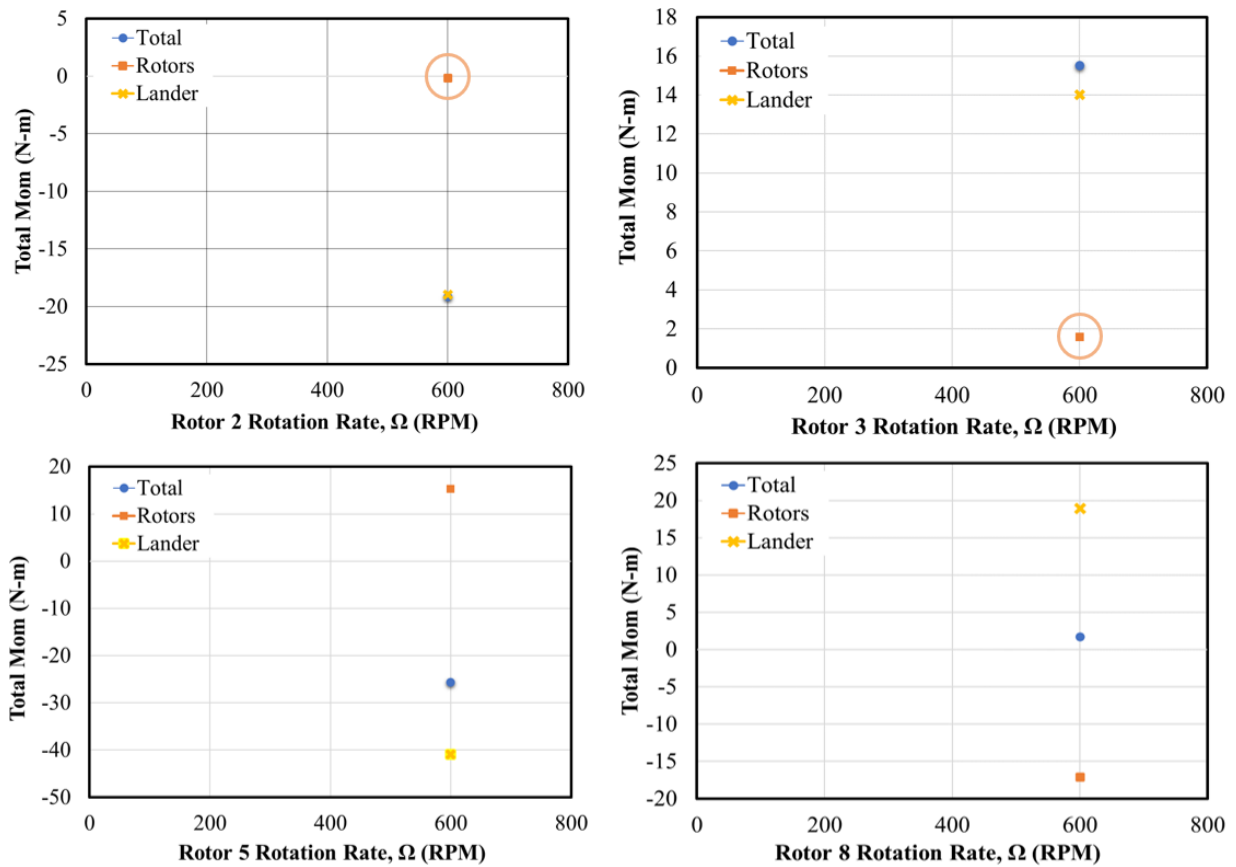 5
0
-5
-10
-15
-20
-25
Total Mom (N-m)
Total
Rotors
Lander
0 200 400 600 800
Rotor 2 Rotation Rate, Ω (RPM)
18
16
14
12
10
8
6
4
2
0
Total Mom (N-m)
Total
Rotors
Lander
0 200 400 600 800
Rotor 3 Rotation Rate, Ω (RPM)
20
10
0
-10
-20
-30
-40
-50
Total Mom (N-m)
Total
Rotors
Lander
0 200 400 600 800
Rotor 5 Rotation Rate, Ω (RPM)
25
20
15
10
5
0
-5
-10
-15
-20
Total Mom (N-m)
Total
Rotors
Lander
0 200 400 600 800
Rotor 8 Rotation Rate, Ω (RPM)